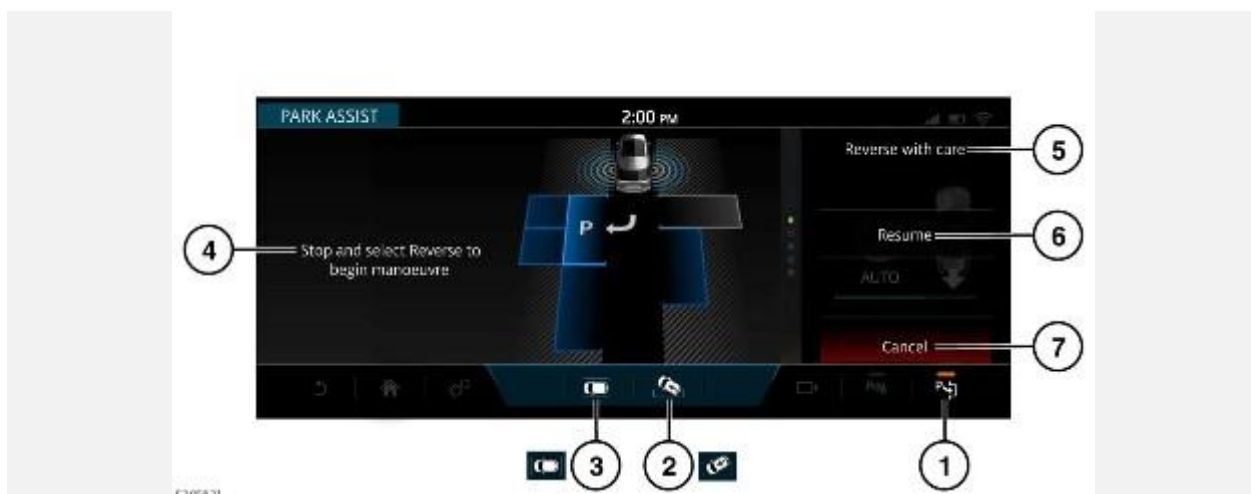 PARK ASSIST
2:00 PM
Reverse with care
5
P
4
Stop and select Reverse to
begin manoeuvre
Resume
6
AUTO
Cancel
7
3
2
1